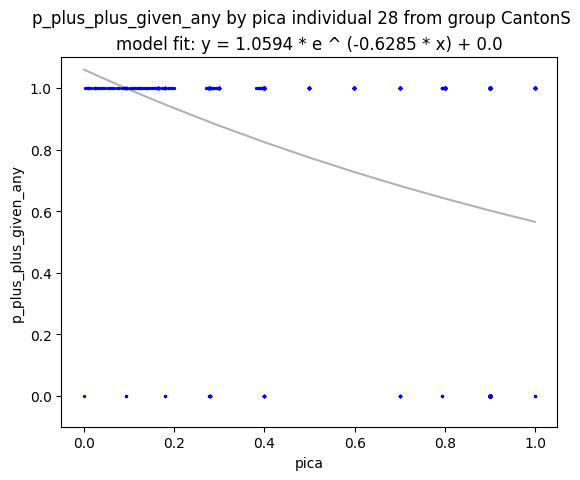 p_plus_plus_given_any by pica individual 28 from group CantonS
model fit: y = 1.0594 * e ^ (-0.6285 * x) + 0.0
p_plus_plus_given_any
1.0
0.8
0.6
0.4
0.2
0.0
0.0 0.2 0.4 0.6 0.8 1.0
pica